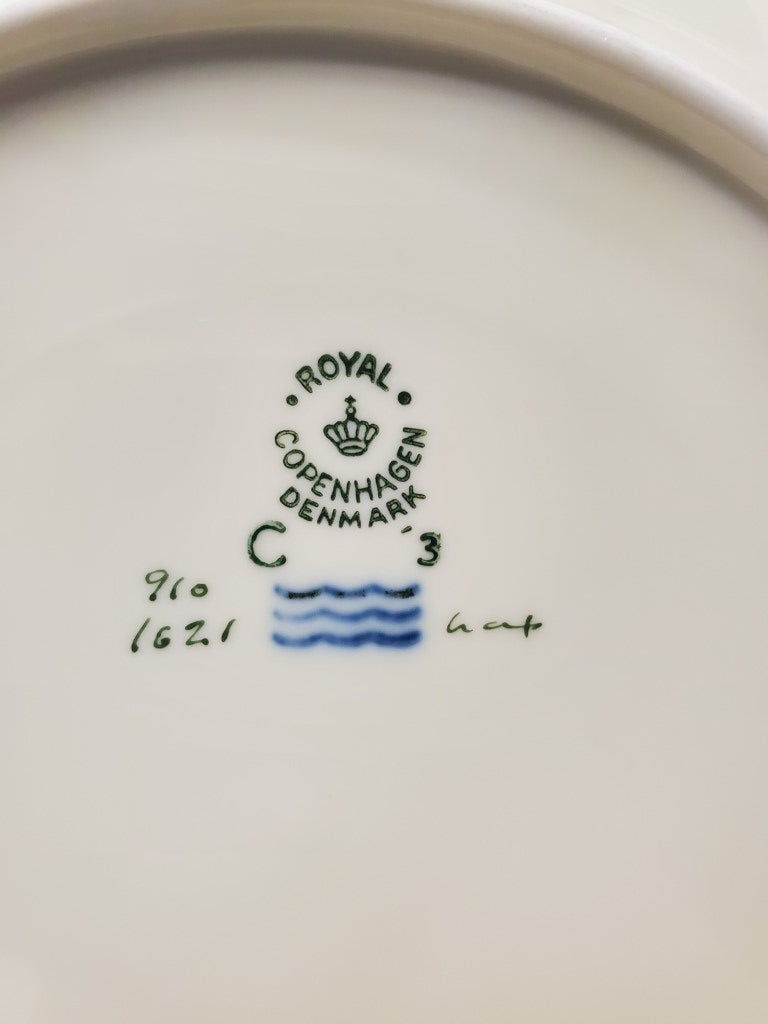 ROYAL
COPENHAGEN
DENMARK
C 3
910
1621